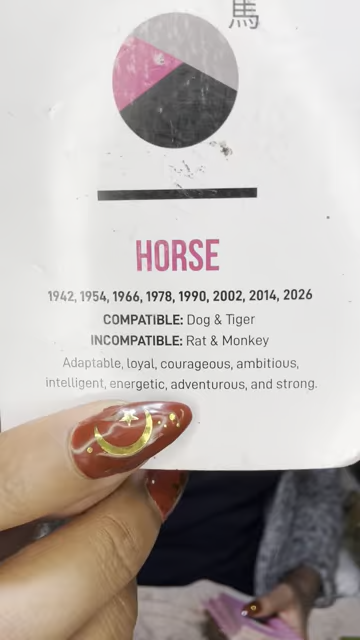 馬
HORSE
1942, 1954, 1966, 1978, 1990, 2002, 2014, 2026
COMPATIBLE: Dog & Tiger
INCOMPATIBLE: Rat & Monkey
Adaptable, loyal, courageous, ambitious,
intelligent, energetic, adventurous, and strong.